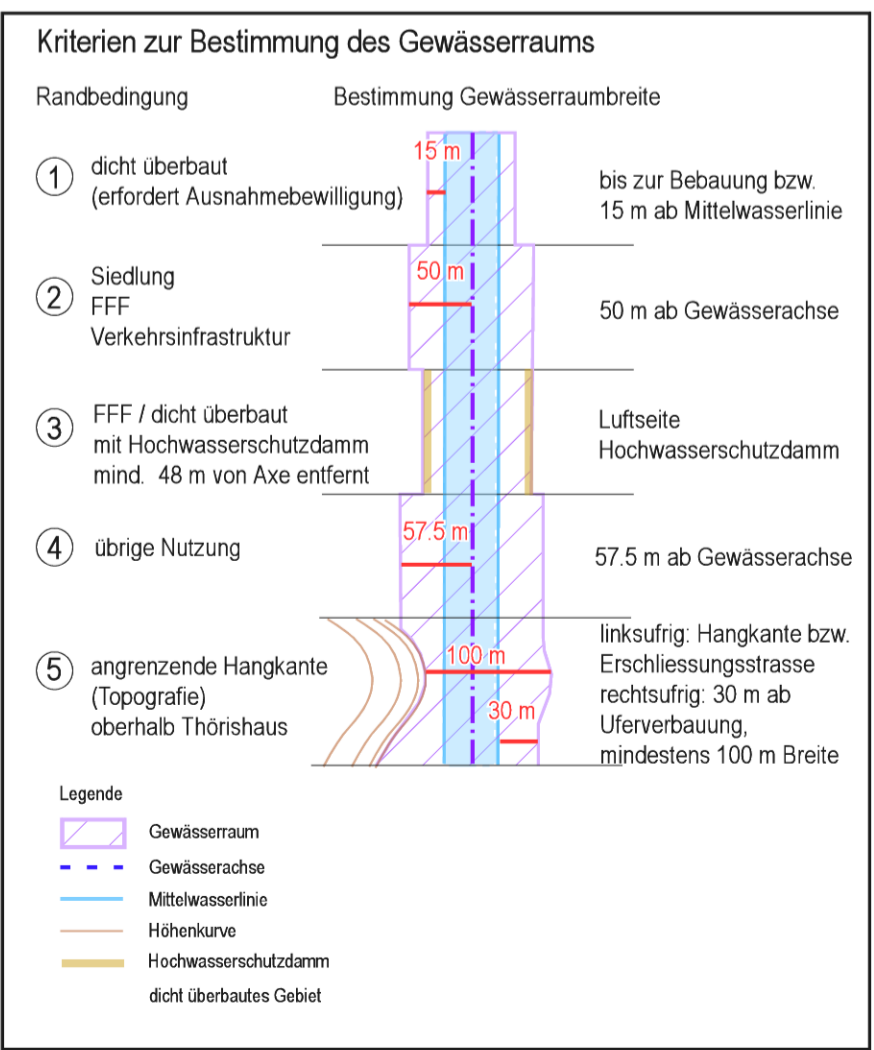 Kriterien zur Bestimmung des Gewässerraums
Randbedingung
Bestimmung Gewässerraumbreite
1
dicht überbaut
(erfordert Ausnahmebewilligung)
15 m
bis zur Bebauung bzw.
15 m ab Mittelwasserlinie
2
Siedlung
FFF
Verkehrsinfrastruktur
50 m
50 m ab Gewässerachse
3
FFF / dicht überbaut
mit Hochwasserschutzdamm
mind. 48 m von Axe entfernt
Luftseite
Hochwasserschutzdamm
4
übrige Nutzung
57.5 m
57.5 m ab Gewässerachse
5
angrenzende Hangkante
(Topografie)
oberhalb Thörishaus
100 m
30 m
linksufrig: Hangkante bzw.
Erschliessungsstrasse
rechtsufrig: 30 m ab
Uferverbauung,
mindestens 100 m Breite
Legende
Gewässerraum
Gewässerachse
Mittelwasserlinie
Höhenkurve
Hochwasserschutzdamm
dicht überbautes Gebiet